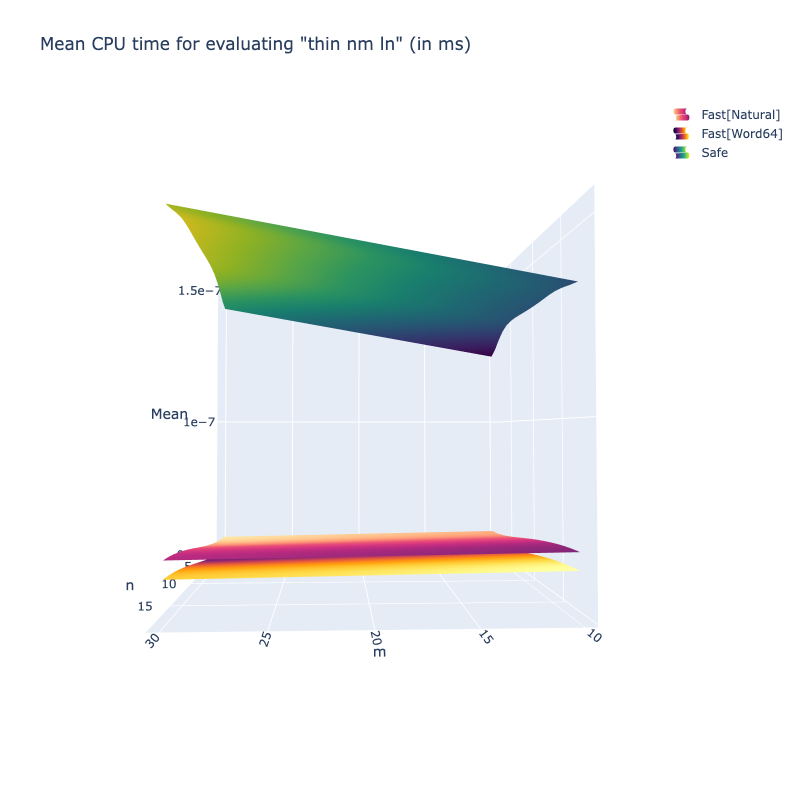 Mean CPU time for evaluating "thin nm ln" (in ms)
Fast[Natural]
Fast[Word64]
Safe
1.5e−7
Mean
1e−7
5
n
10
15
30
25
20
15
10
m